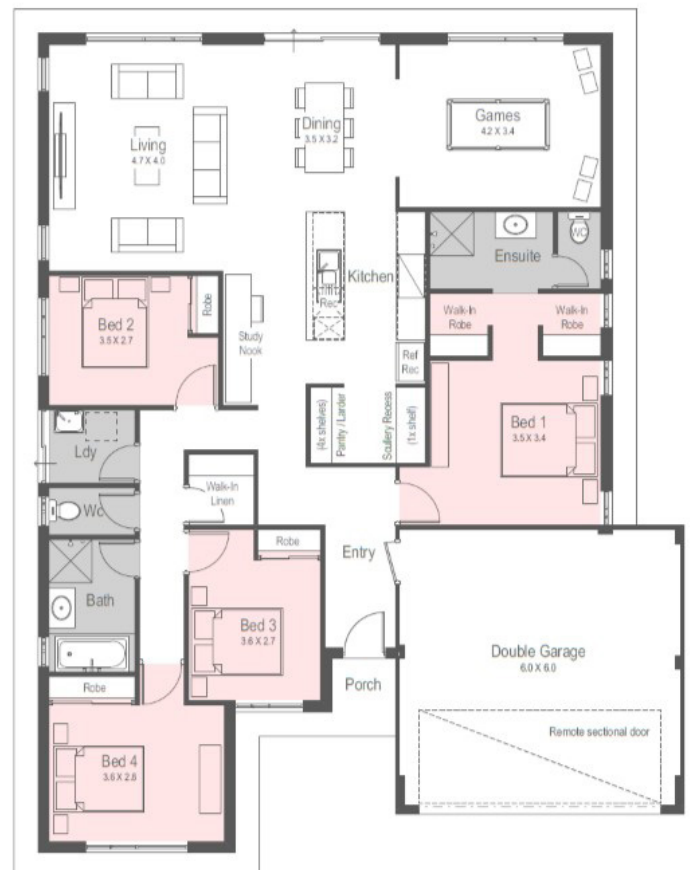 Living
4.7 X 4.0
Dining
3.5 X 3.2
Games
4.2 X 3.4
Ensuite
WC
Kitchen
Rec
Walk-In
Robe
Walk-In
Robe
Bed 2
3.5 X 2.7
Robe
Study
Nook
Ref
Rec
(4x shelves)
Pantry / Larder
Scullery Recess
(1x shelf)
Bed 1
3.5 X 3.4
Ldy
Wc
Walk-In
Linen
Robe
Entry
Bath
Bed 3
3.6 X 2.7
Robe
Porch
Double Garage
6.0 X 6.0
Remote sectional door
Bed 4